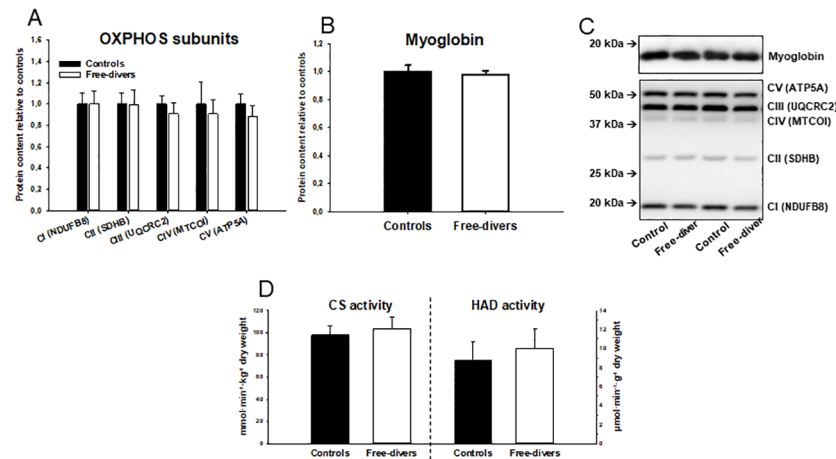 A
OXPHOS subunits
Protein content relative to controls
1,6
1,4
1,2
1,0
0,8
0,6
0,4
0,2
0,0
Controls
Free-divers
CI (NDUFB8)
CII (SDHB)
CIII (UQCRC2)
CIV (MTCOI)
CV (ATP5A)
B
Myoglobin
Protein content relative to controls
1,2
1,0
0,8
0,6
0,4
0,2
0,0
Controls
Free-divers
C
20 kDa →
Myoglobin
50 kDa →
37 kDa →
25 kDa →
20 kDa →
CV (ATP5A)
CIII (UQCRC2)
CIV (MTCOI)
CII (SDHB)
CI (NDUFB8)
Control
Free-diver
Control
Free-diver
D
CS activity
HAD activity
mmol·min⁻¹·kg⁻¹ dry weight
120
100
80
60
40
20
0
14
12
10
8
6
4
2
0
µmol·min⁻¹·g⁻¹ dry weight
Controls
Free-divers
Controls
Free-divers